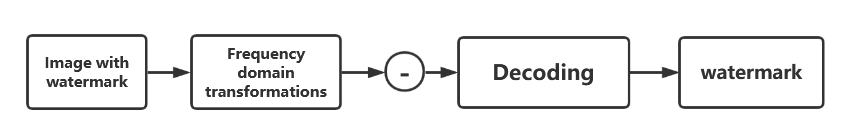 Image with
watermark
Frequency
domain
transformations
-
Decoding
watermark